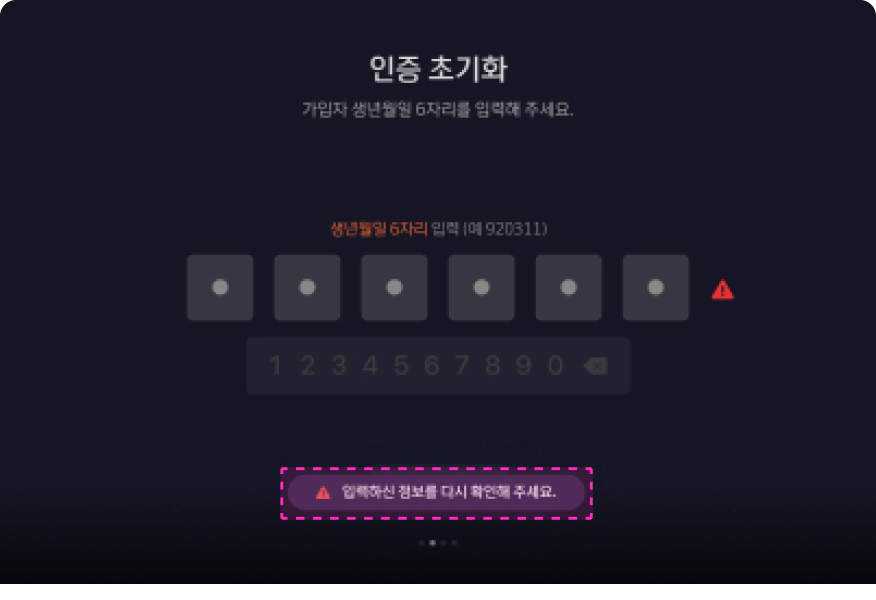 인증 초기화
가입자 생년월일 6자리를 입력해 주세요.
생년월일 6자리 입력 (예 920311)
1 2 3 4 5 6 7 8 9 0
입력하신 정보를 다시 확인해 주세요.